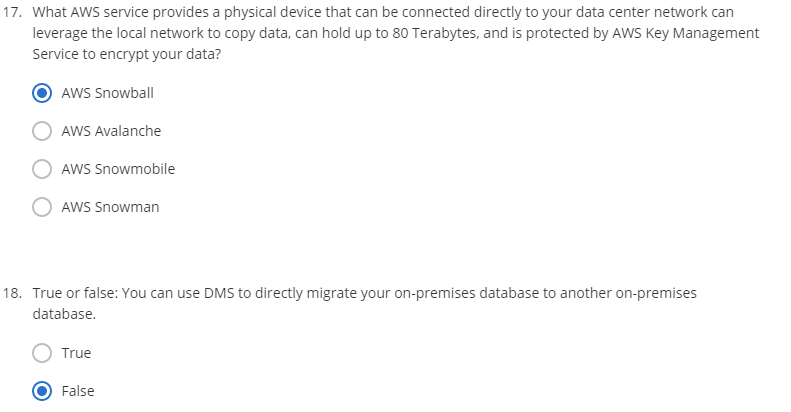 17. What AWS service provides a physical device that can be connected directly to your data center network can
leverage the local network to copy data, can hold up to 80 Terabytes, and is protected by AWS Key Management
Service to encrypt your data?
AWS Snowball
AWS Avalanche
AWS Snowmobile
AWS Snowman
18. True or false: You can use DMS to directly migrate your on-premises database to another on-premises
database.
True
False